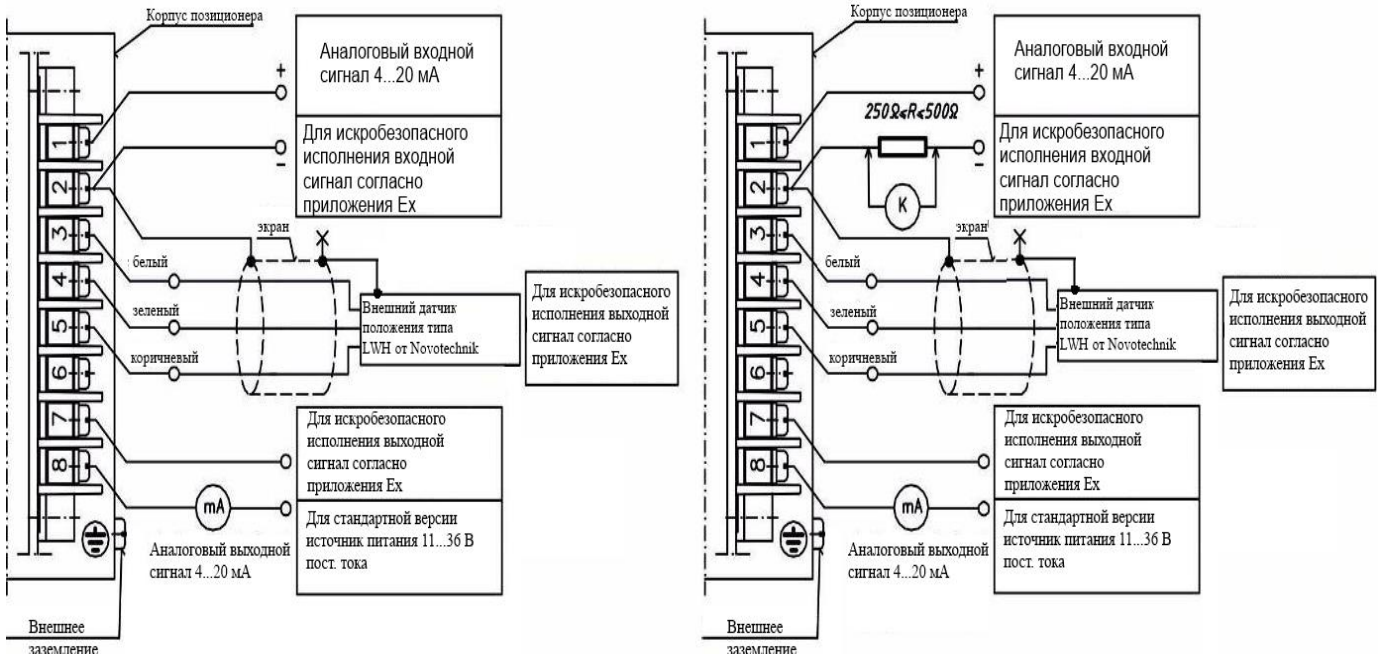 Корпус позиционера
Аналоговый входной
сигнал 4...20 мА
+
–
Для искробезопасного
исполнения входной
сигнал согласно
приложения Ex
1
2
3
4
5
6
7
8
экран
белый
зеленый
коричневый
Внешний датчик
положения типа
LWH от Novotechnik
Для искробезопасного
исполнения выходной
сигнал согласно
приложения Ex
Для искробезопасного
исполнения выходной
сигнал согласно
приложения Ex
mA
Аналоговый выходной
сигнал 4...20 мА
Для стандартной версии
источник питания 11...36 В
пост. тока
Внешнее
заземление
Корпус позиционера
Аналоговый входной
сигнал 4...20 мА
+
–
250Ω≤R≤500Ω
K
Для искробезопасного
исполнения входной
сигнал согласно
приложения Ex
1
2
3
4
5
6
7
8
экран
белый
зеленый
коричневый
Внешний датчик
положения типа
LWH от Novotechnik
Для искробезопасного
исполнения выходной
сигнал согласно
приложения Ex
Для искробезопасного
исполнения выходной
сигнал согласно
приложения Ex
mA
Аналоговый выходной
сигнал 4...20 мА
Для стандартной версии
источник питания 11...36 В
пост. тока
Внешнее
заземление